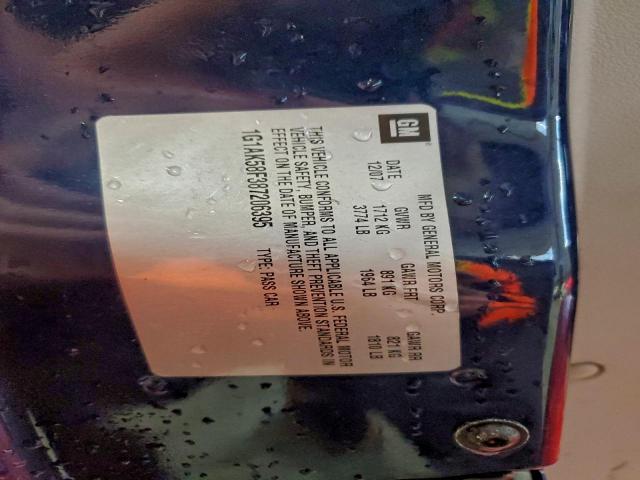 GM
MFD BY GENERAL MOTORS CORP.
DATE GVWR GAWR FRT GAWR RR
12/07 1712 KG 891 KG 821 KG
3774 LB 1964 LB 1810 LB
THIS VEHICLE CONFORMS TO ALL APPLICABLE U.S. FEDERAL MOTOR
VEHICLE SAFETY, BUMPER, AND THEFT PREVENTION STANDARDS IN
EFFECT ON THE DATE OF MANUFACTURE SHOWN ABOVE.
1G1AK58F387206395 TYPE: PASS CAR